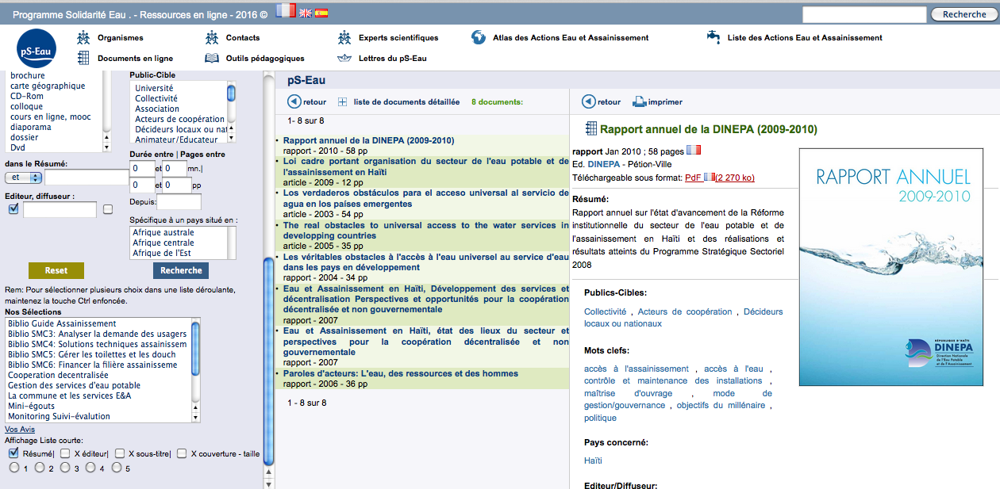 Programme Solidarité Eau . - Ressources en ligne - 2016 ©
Recherche
pS-Eau
Organismes
Contacts
Experts scientifiques
Atlas des Actions Eau et Assainissement
Liste des Actions Eau et Assainissement
Documents en ligne
Outils pédagogiques
Lettres du pS-Eau
brochure
carte géographique
CD-Rom
colloque
cours en ligne, mooc
diaporama
dossier
Dvd
Public-Cible
Université
Collectivité
Association
Acteurs de coopération
Décideurs locaux ou nat
Animateur/Educateur
dans le Résumé:
et
Editeur, diffuseur :
Durée entre | Pages entre
0 et 0 mn.|
0 et 0 pp
Depuis:
Spécifique à un pays situé en :
Afrique australe
Afrique centrale
Afrique de l'Est
Reset
Recherche
Rem: Pour sélectionner plusieurs choix dans une liste déroulante,
maintenez la touche Ctrl enfoncée.
Nos Sélections
Biblio Guide Assainissement
Biblio SMC3: Analyser la demande des usagers
Biblio SMC4: Solutions techniques assainissem
Biblio SMC5: Gérer les toilettes et les douch
Biblio SMC6: Financer la filière assainisseme
Cooperation decentralisée
Gestion des services d'eau potable
La commune et les services E&A
Mini-égouts
Monitoring Suivi-évalution
Vos Avis
Affichage Liste courte:
Résumé| X éditeur| X sous-titre| X couverture - taille
1 2 3 4 5
pS-Eau
retour
liste de documents détaillée
8 documents:
1- 8 sur 8
• Rapport annuel de la DINEPA (2009-2010)
rapport - 2010 - 58 pp
• Loi cadre portant organisation du secteur de l'eau potable et de
l'assainissement en Haïti
article - 2009 - 12 pp
• Los verdaderos obstáculos para el acceso universal al servicio de
agua en los países emergentes
article - 2003 - 54 pp
• The real obstacles to universal access to the water services in
developping countries
article - 2005 - 35 pp
• Les véritables obstacles à l'accès à l'eau universel au service d'eau
dans les pays en développement
rapport - 2004 - 34 pp
• Eau et Assainissement en Haïti, Développement des services et
décentralisation Perspectives et opportunités pour la coopération
décentralisée et non gouvernementale
rapport - 2007
• Eau et Assainissement en Haïti, état des lieux du secteur et
perspectives pour la coopération décentralisée et non
gouvernementale
rapport - 2007
• Paroles d'acteurs: L'eau, des ressources et des hommes
rapport - 2006 - 36 pp
1 - 8 sur 8
retour
imprimer
Rapport annuel de la DINEPA (2009-2010)
rapport Jan 2010 ; 58 pages
Ed. DINEPA - Pétion-Ville
Téléchargeable sous format: PdF (2 270 ko)
Résumé:
Rapport annuel sur l'état d'avancement de la Réforme
institutionnelle du secteur de l'eau potable et de
l'assainissement en Haïti et des réalisations et
résultats atteints du Programme Stratégique Sectoriel
2008
Publics-Cibles:
Collectivité , Acteurs de coopération , Décideurs
locaux ou nationaux
Mots clefs:
accès à l'assainissement , accès à l'eau ,
contrôle et maintenance des installations ,
maîtrise d'ouvrage , mode de
gestion/gouvernance , objectifs du millénaire ,
politique
Pays concerné:
Haïti
Editeur/Diffuseur:
RAPPORT ANNUEL
2009-2010
RÉPUBLIQUE D'HAÏTI
DINEPA
Direction Nationale
de l'Eau Potable
et de l'Assainissement